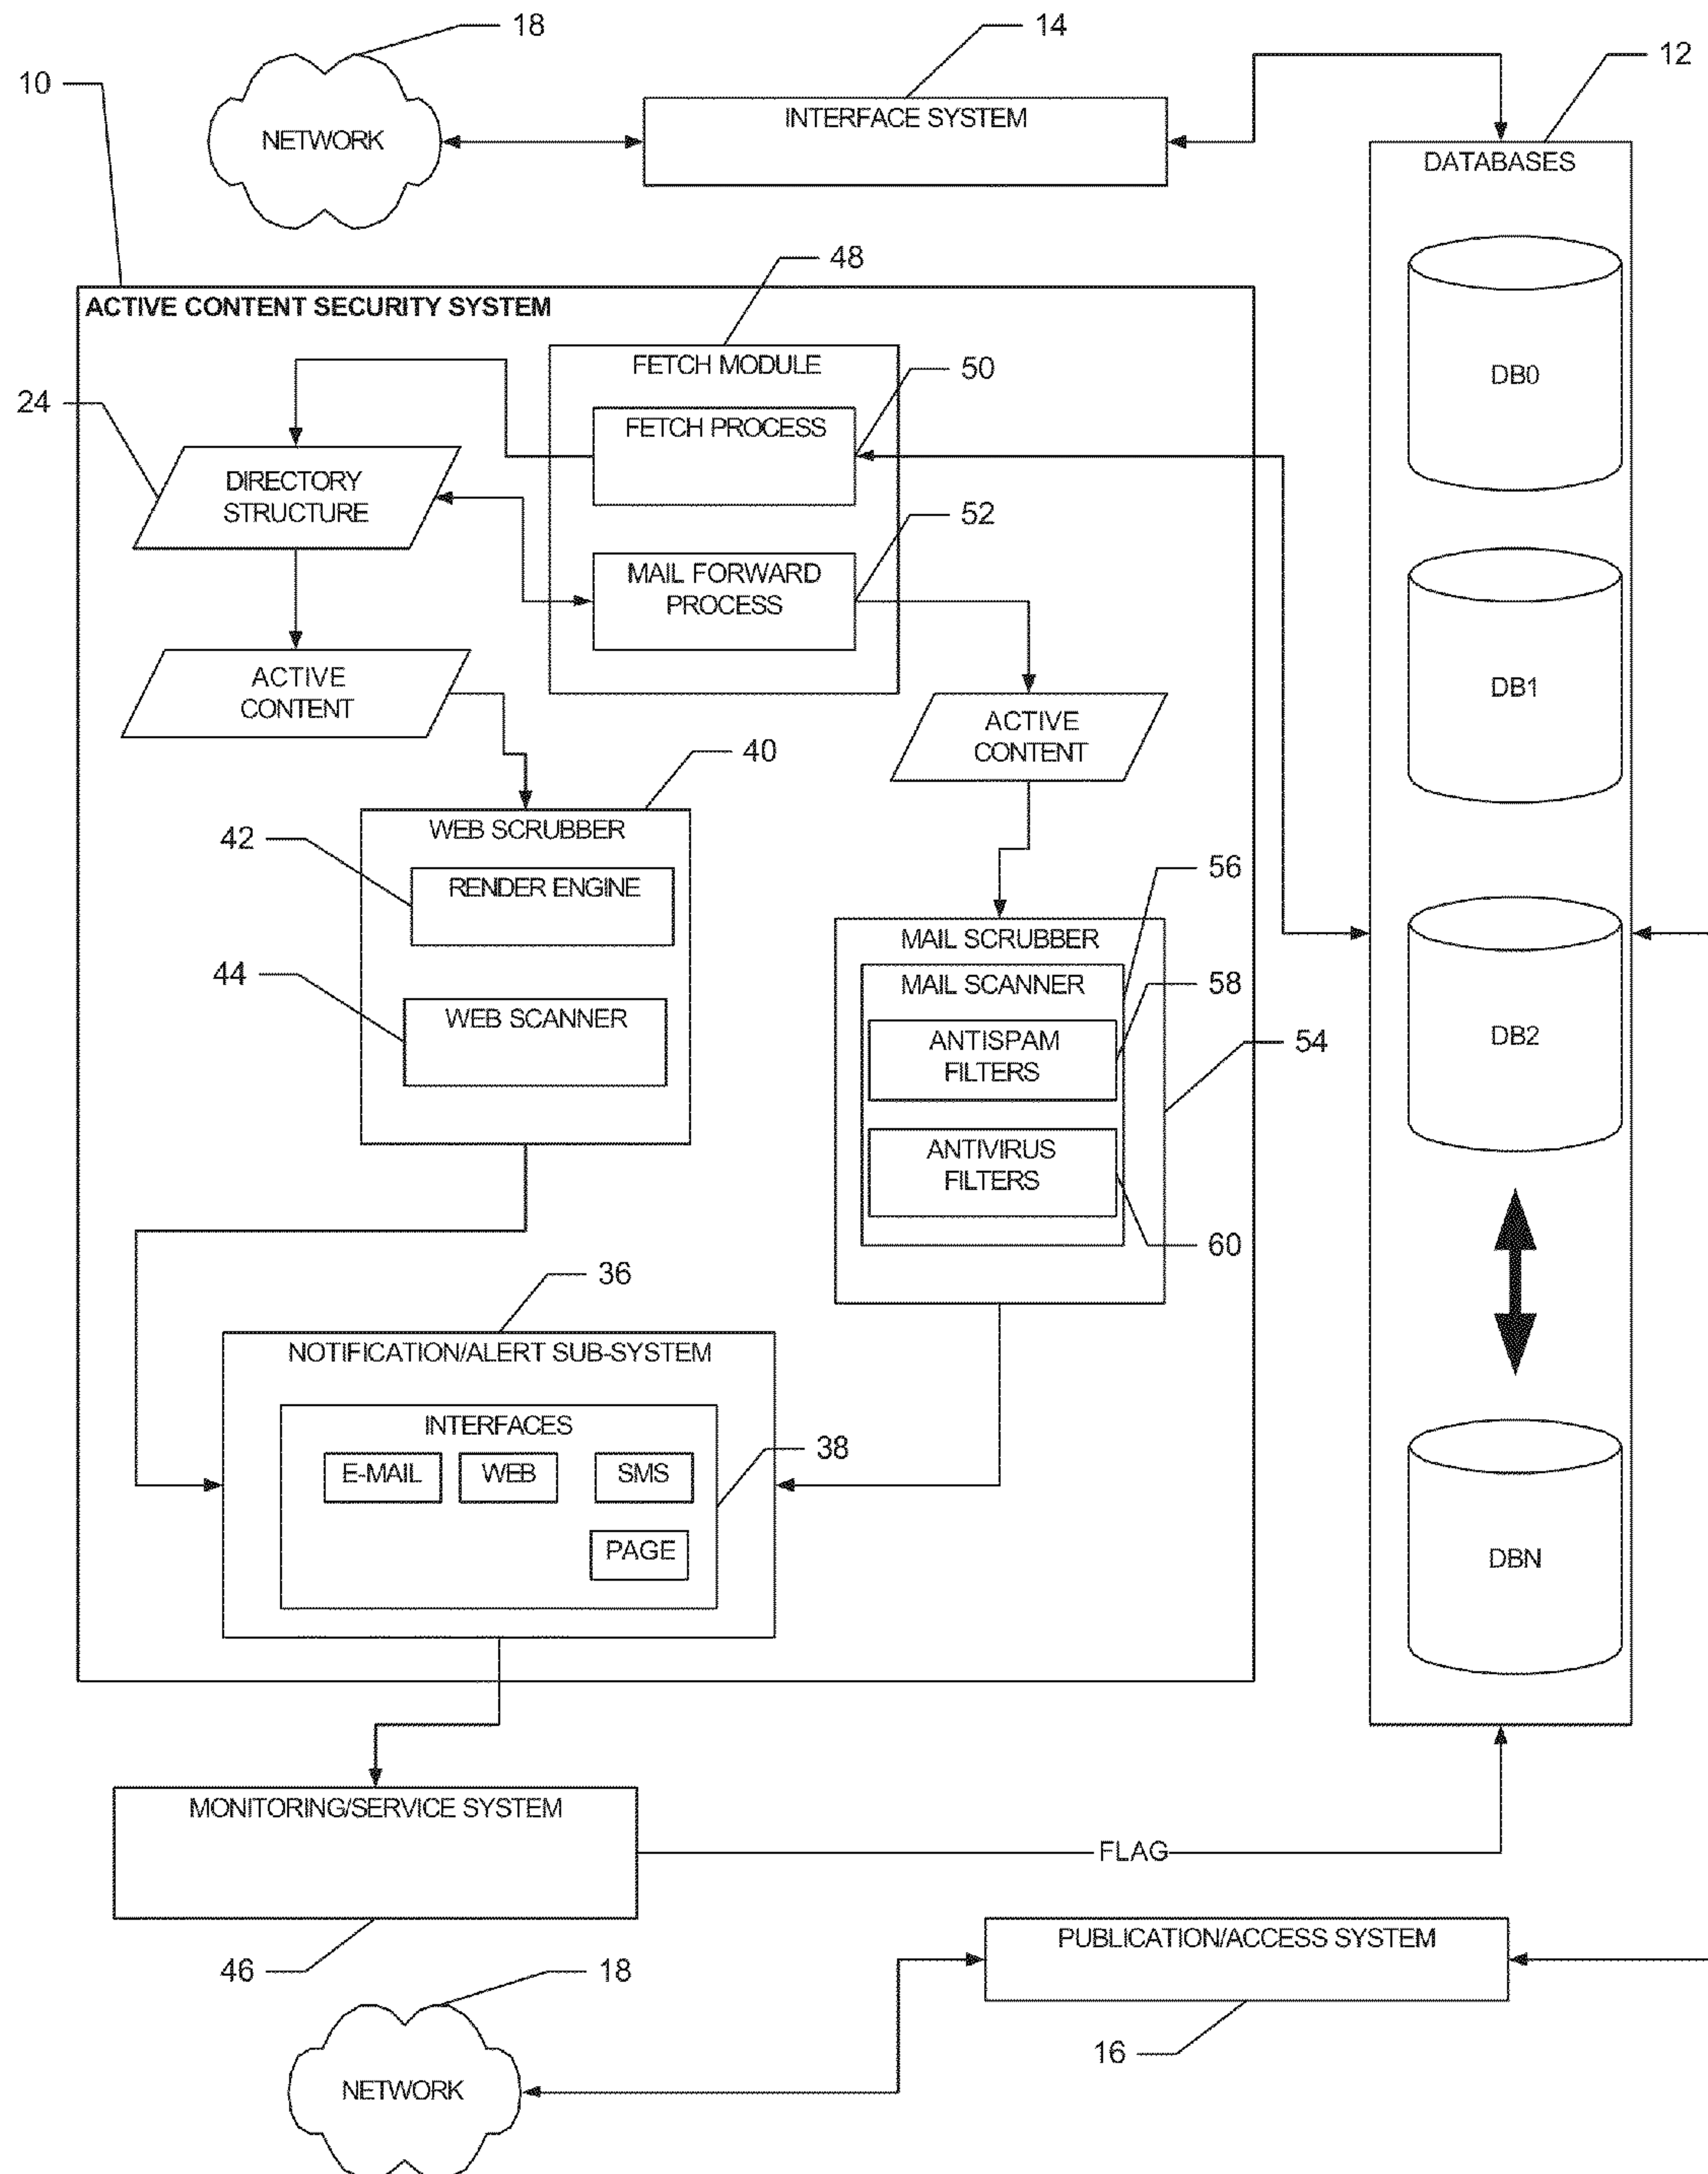 18
14
12
10
NETWORK
INTERFACE SYSTEM
DATABASES
48
ACTIVE CONTENT SECURITY SYSTEM
FETCH MODULE
50
DB0
24
FETCH PROCESS
DIRECTORY
STRUCTURE
52
MAIL FORWARD
PROCESS
ACTIVE
CONTENT
DB1
ACTIVE
CONTENT
40
WEB SCRUBBER
42
RENDER ENGINE
56
MAIL SCRUBBER
44
MAIL SCANNER
58
WEB SCANNER
ANTISPAM
FILTERS
54
DB2
ANTIVIRUS
FILTERS
60
36
NOTIFICATION/ALERT SUB-SYSTEM
INTERFACES
38
E-MAIL
WEB
SMS
PAGE
DBN
MONITORING/SERVICE SYSTEM
FLAG
PUBLICATION/ACCESS SYSTEM
46
18
16
NETWORK